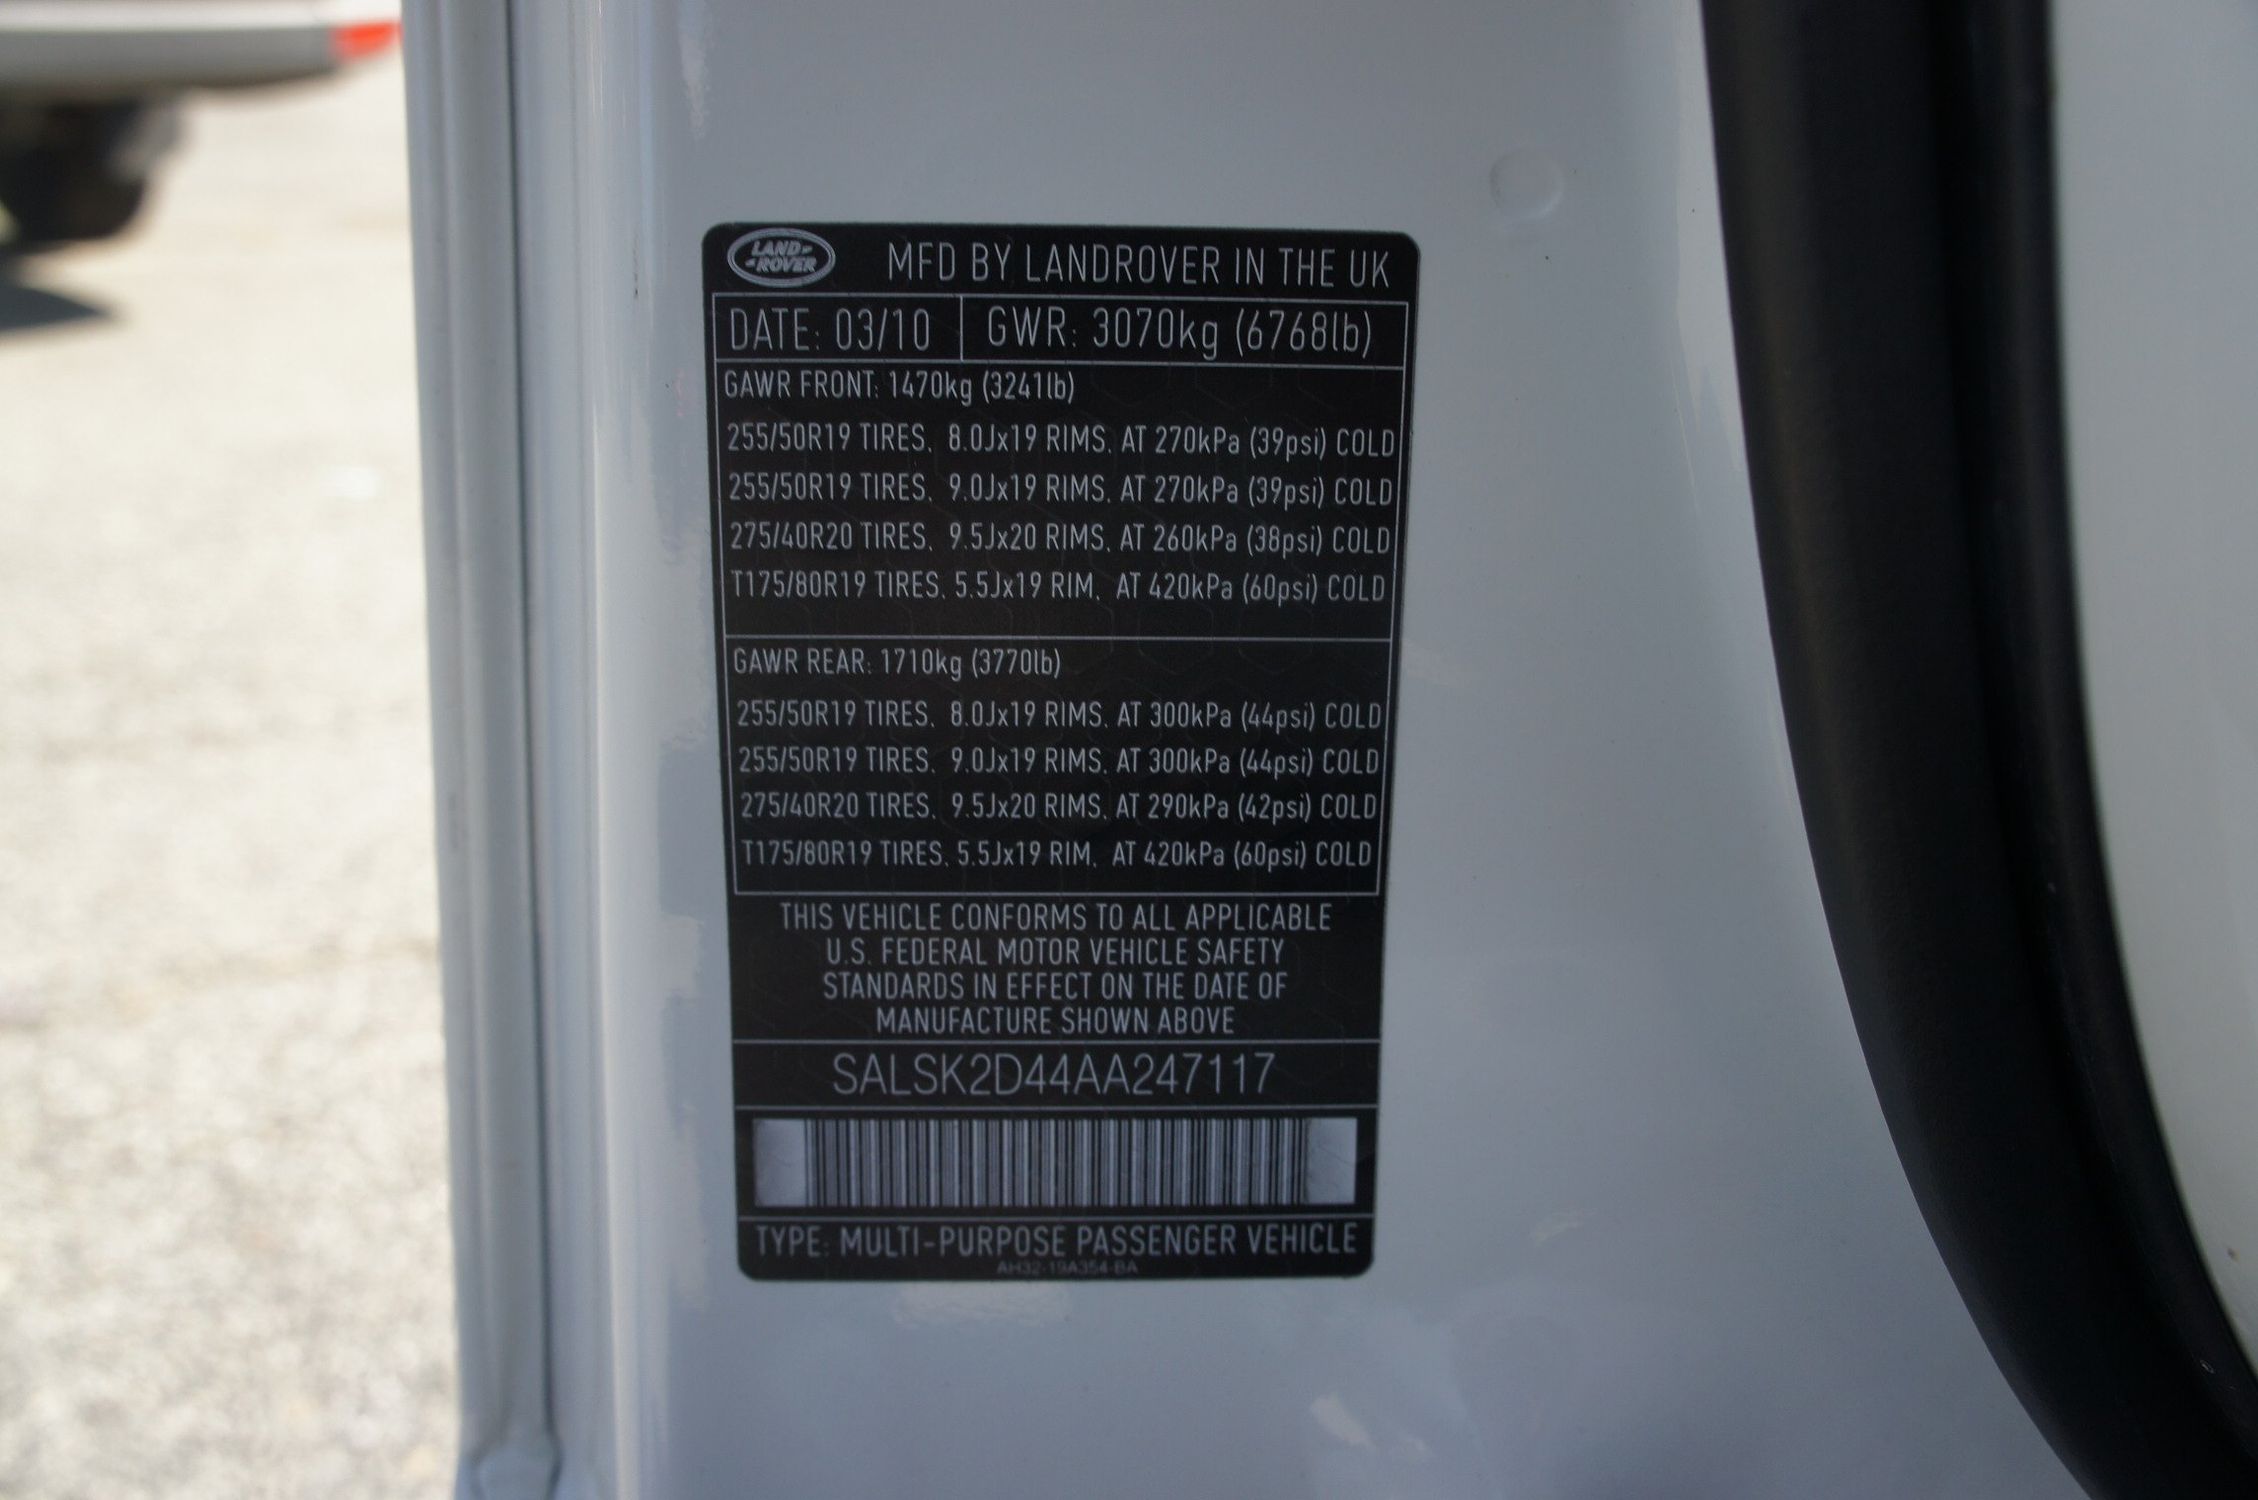 LAND-
-ROVER
MFD BY LANDROVER IN THE UK
DATE: 03/10 GWR: 3070kg (6768lb)
GAWR FRONT: 1470kg (3241lb)
255/50R19 TIRES, 8.0Jx19 RIMS, AT 270kPa (39psi) COLD
255/50R19 TIRES, 9.0Jx19 RIMS, AT 270kPa (39psi) COLD
275/40R20 TIRES, 9.5Jx20 RIMS, AT 260kPa (38psi) COLD
T175/80R19 TIRES, 5.5Jx19 RIM, AT 420kPa (60psi) COLD
GAWR REAR: 1710kg (3770lb)
255/50R19 TIRES, 8.0Jx19 RIMS, AT 300kPa (44psi) COLD
255/50R19 TIRES, 9.0Jx19 RIMS, AT 300kPa (44psi) COLD
275/40R20 TIRES, 9.5Jx20 RIMS, AT 290kPa (42psi) COLD
T175/80R19 TIRES, 5.5Jx19 RIM, AT 420kPa (60psi) COLD
THIS VEHICLE CONFORMS TO ALL APPLICABLE
U.S. FEDERAL MOTOR VEHICLE SAFETY
STANDARDS IN EFFECT ON THE DATE OF
MANUFACTURE SHOWN ABOVE
SALSK2D44AA247117
TYPE: MULTI-PURPOSE PASSENGER VEHICLE
AH32-19A354-BA